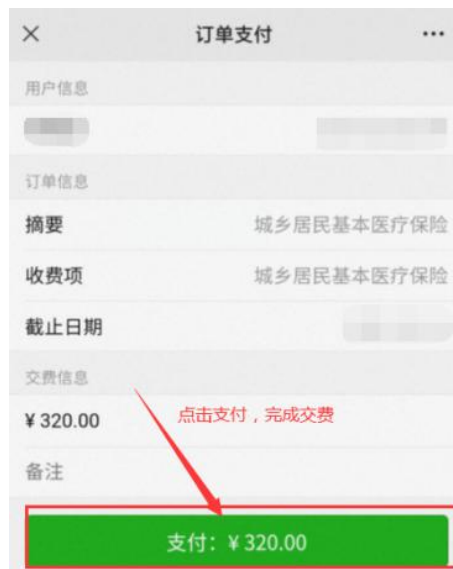 订单支付
用户信息
订单信息
摘要 城乡居民基本医疗保险
收费项 城乡居民基本医疗保险
截止日期
交费信息
¥ 320.00
点击支付，完成交费
备注
支付：¥ 320.00